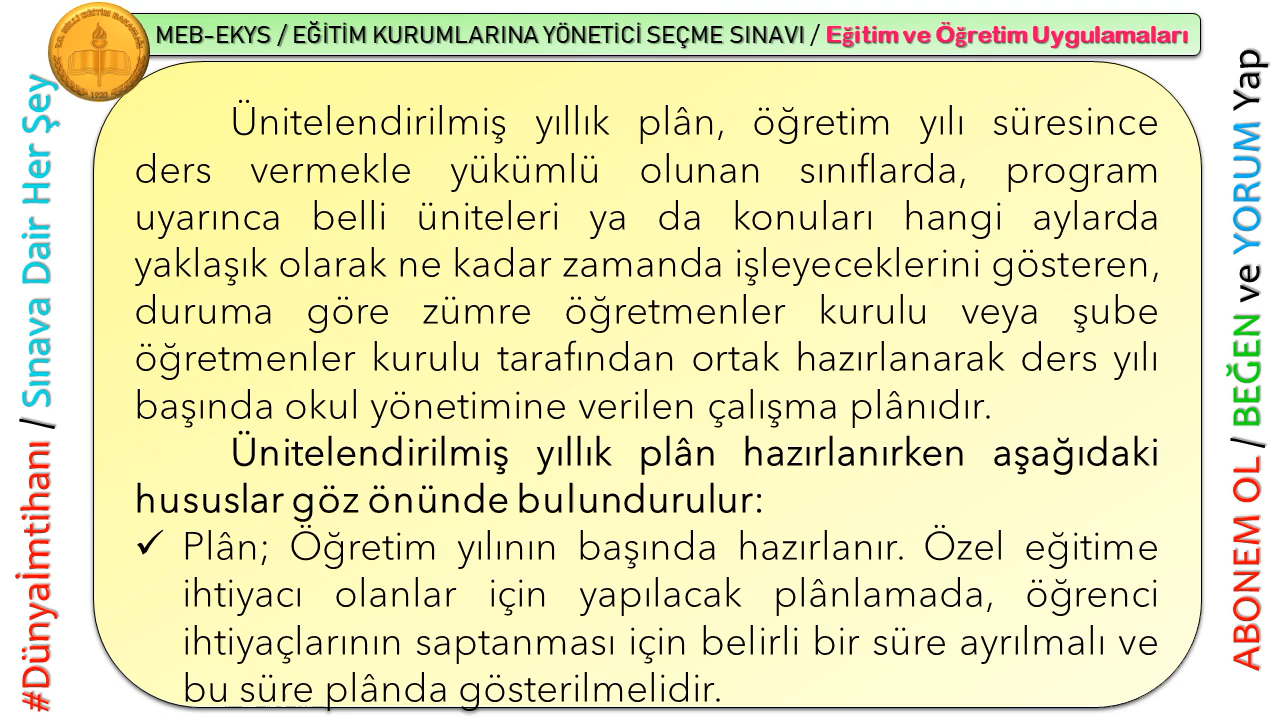 MEB-EKYS / EĞİTİM KURUMLARINA YÖNETİCİ SEÇME SINAVI / Eğitim ve Öğretim Uygulamaları
#Dünyaİmtihanı / Sınava Dair Her Şey
Ünitelendirilmiş yıllık plân, öğretim yılı süresince
ders vermekle yükümlü olunan sınıflarda, program
uyarınca belli üniteleri ya da konuları hangi aylarda
yaklaşık olarak ne kadar zamanda işleyeceklerini gösteren,
duruma göre zümre öğretmenler kurulu veya şube
öğretmenler kurulu tarafından ortak hazırlanarak ders yılı
başında okul yönetimine verilen çalışma plânıdır.
Ünitelendirilmiş yıllık plân hazırlanırken aşağıdaki
hususlar göz önünde bulundurulur:
✓ Plân; Öğretim yılının başında hazırlanır. Özel eğitime
ihtiyacı olanlar için yapılacak plânlamada, öğrenci
ihtiyaçlarının saptanması için belirli bir süre ayrılmalı ve
bu süre plânda gösterilmelidir.
ABONEM OL / BEĞEN ve YORUM Yap